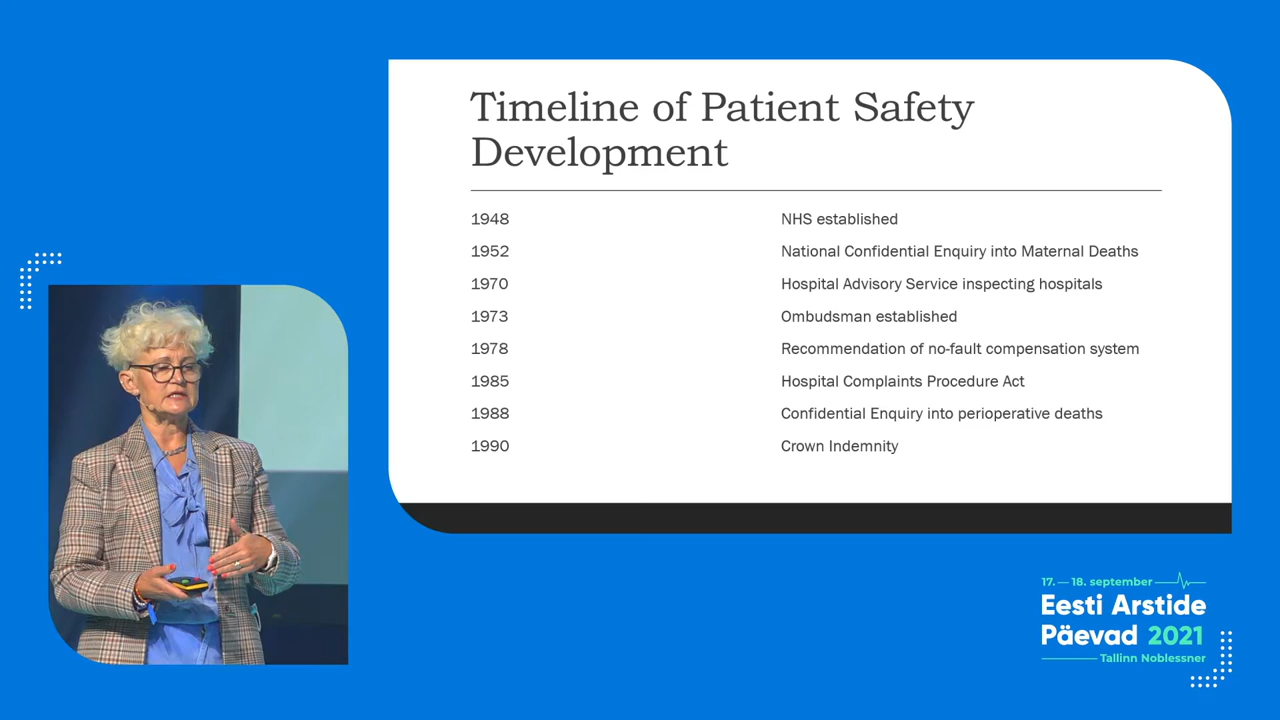 Timeline of Patient Safety
Development
1948 NHS established
1952 National Confidential Enquiry into Maternal Deaths
1970 Hospital Advisory Service inspecting hospitals
1973 Ombudsman established
1978 Recommendation of no-fault compensation system
1985 Hospital Complaints Procedure Act
1988 Confidential Enquiry into perioperative deaths
1990 Crown Indemnity
17. — 18. september
Eesti Arstide
Päevad 2021
Tallinn Noblessner